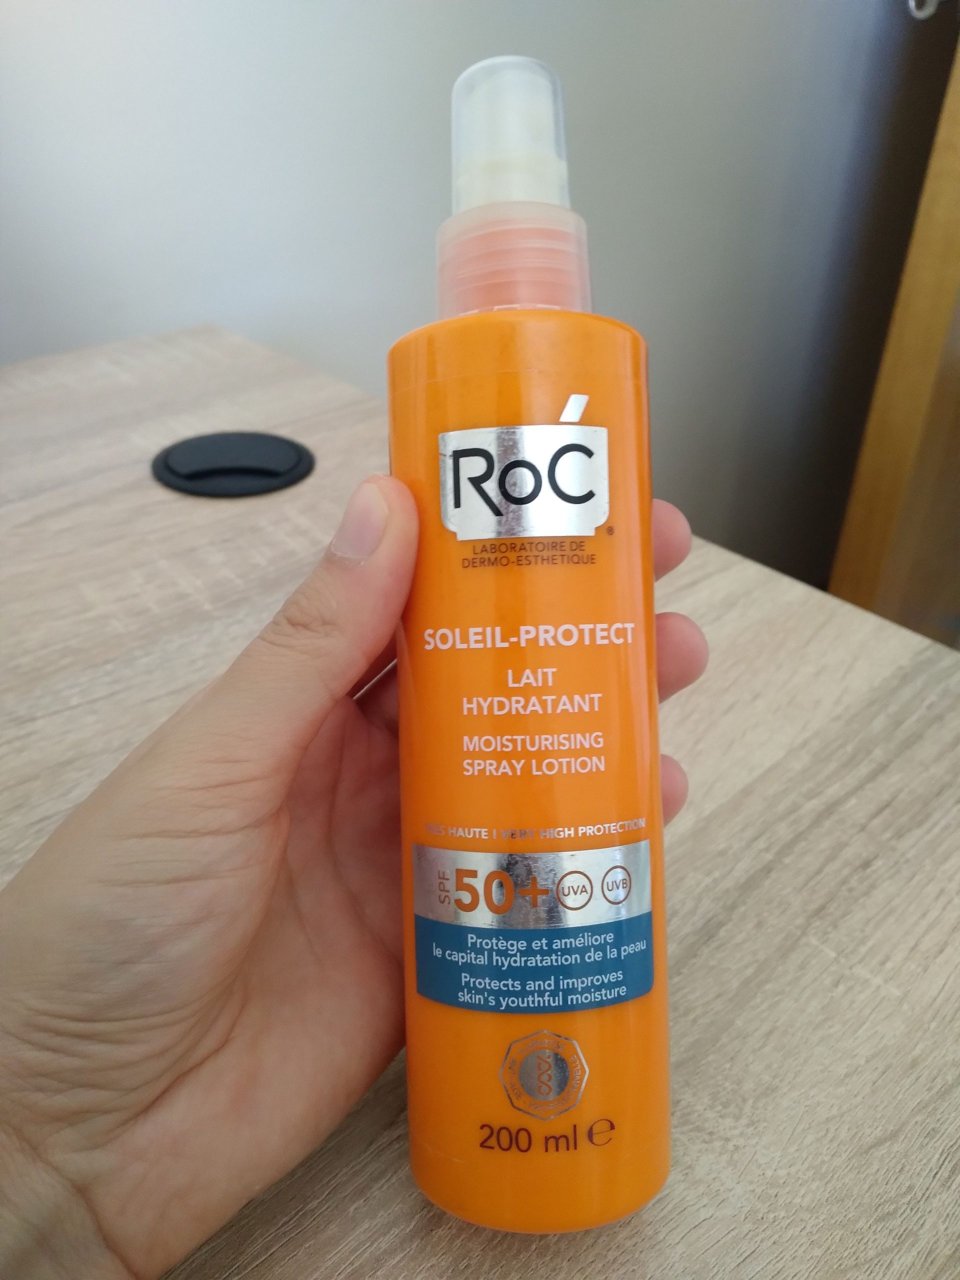 RoC
®
LABORATOIRE DE
DERMO-ESTHETIQUE
SOLEIL-PROTECT
LAIT
HYDRATANT
MOISTURISING
SPRAY LOTION
HAUTE | VERY HIGH PROTECTION
SPF 50+ UVA UVB
Protège et améliore
le capital hydratation de la peau
Protects and improves
skin's youthful moisture
200 ml ℮